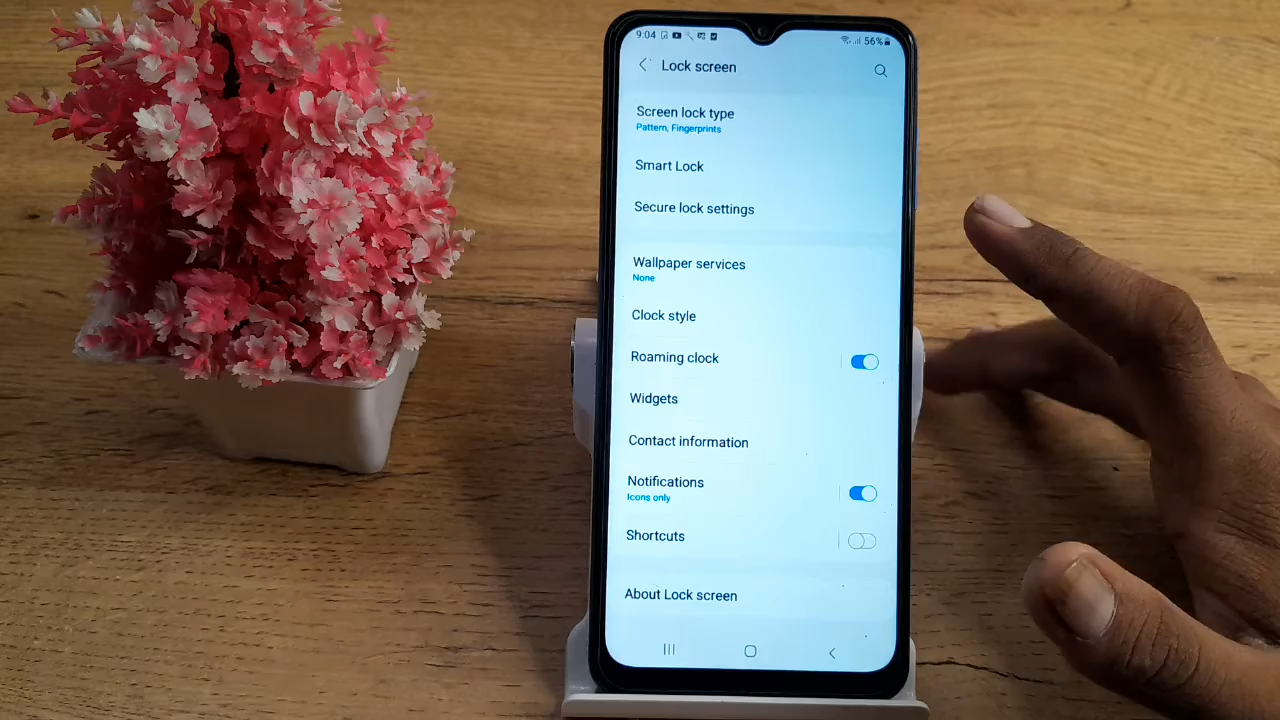 9:04
56%
Lock screen
Screen lock type
Pattern, Fingerprints
Smart Lock
Secure lock settings
Wallpaper services
None
Clock style
Roaming clock
Widgets
Contact information
Notifications
Icons only
Shortcuts
About Lock screen